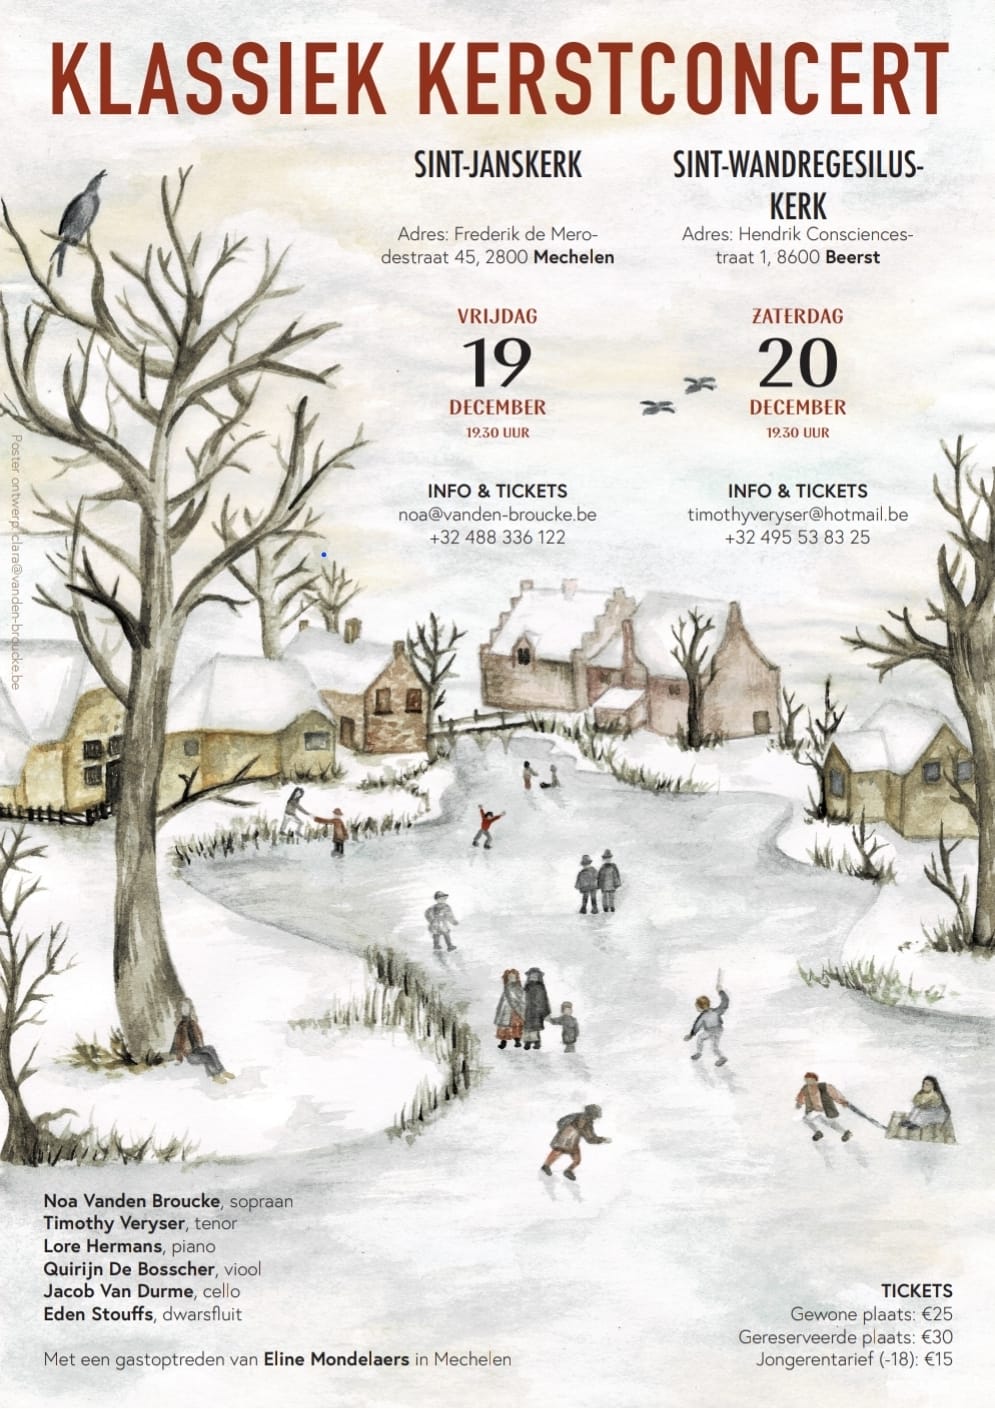 KLASSIEK KERSTCONCERT
SINT-JANSKERK
Adres: Frederik de Mero-
destraat 45, 2800 Mechelen
VRIJDAG
19
DECEMBER
19.30 UUR
INFO & TICKETS
noa@vanden-broucke.be
+32 488 336 122
SINT-WANDREGESILUS-
KERK
Adres: Hendrik Consciences-
traat 1, 8600 Beerst
ZATERDAG
20
DECEMBER
19.30 UUR
INFO & TICKETS
timothyveryser@hotmail.be
+32 495 53 83 25
Poster ontwerp: clara@vanden-broucke.be
Noa Vanden Broucke, sopraan
Timothy Veryser, tenor
Lore Hermans, piano
Quirijn De Bosscher, viool
Jacob Van Durme, cello
Eden Stouffs, dwarsfluit
Met een gastoptreden van Eline Mondelaers in Mechelen
TICKETS
Gewone plaats: €25
Gereserveerde plaats: €30
Jongerentarief (-18): €15